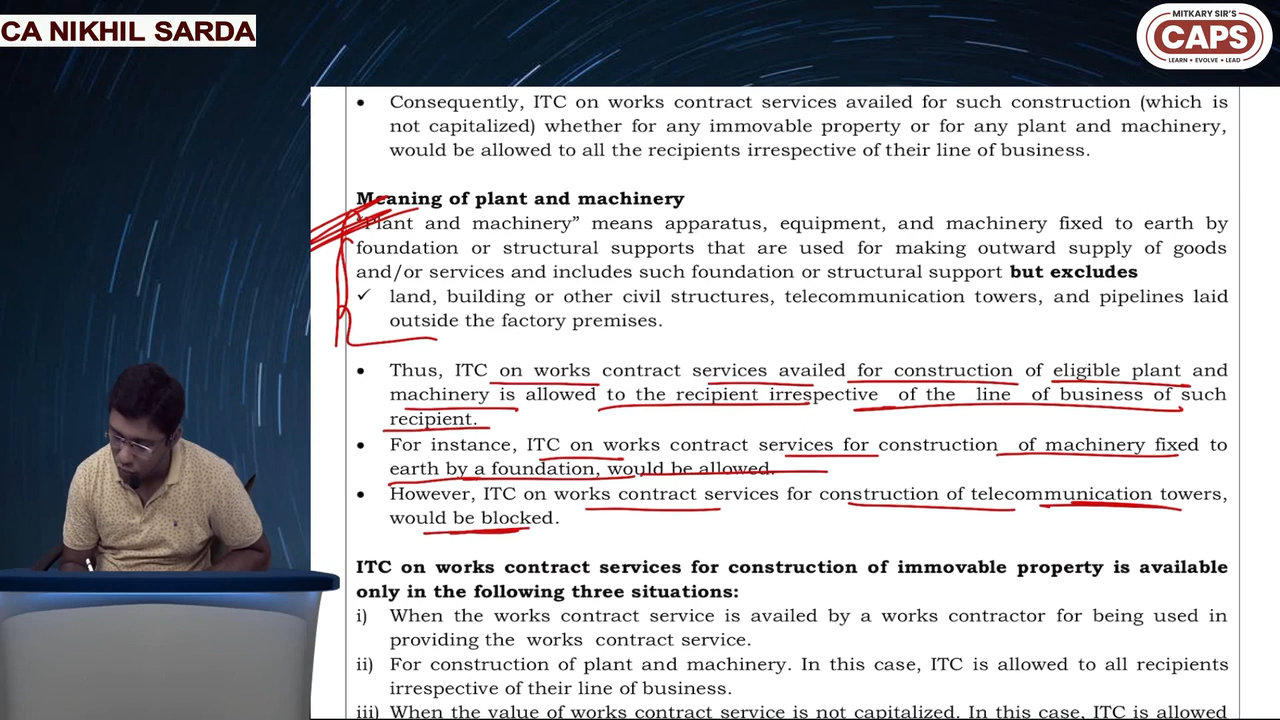 CA NIKHIL SARDA
MITKARY SIR'S
CAPS
LEARN • EVOLVE • LEAD
• Consequently, ITC on works contract services availed for such construction (which is
not capitalized) whether for any immovable property or for any plant and machinery,
would be allowed to all the recipients irrespective of their line of business.
Meaning of plant and machinery
“Plant and machinery” means apparatus, equipment, and machinery fixed to earth by
foundation or structural supports that are used for making outward supply of goods
and/or services and includes such foundation or structural support but excludes
✓ land, building or other civil structures, telecommunication towers, and pipelines laid
outside the factory premises.
• Thus, ITC on works contract services availed for construction of eligible plant and
machinery is allowed to the recipient irrespective of the line of business of such
recipient.
• For instance, ITC on works contract services for construction of machinery fixed to
earth by a foundation, would be allowed.
• However, ITC on works contract services for construction of telecommunication towers,
would be blocked.
ITC on works contract services for construction of immovable property is available
only in the following three situations:
i) When the works contract service is availed by a works contractor for being used in
providing the works contract service.
ii) For construction of plant and machinery. In this case, ITC is allowed to all recipients
irrespective of their line of business.
iii) When the value of works contract service is not capitalized. In this case, ITC is allowed